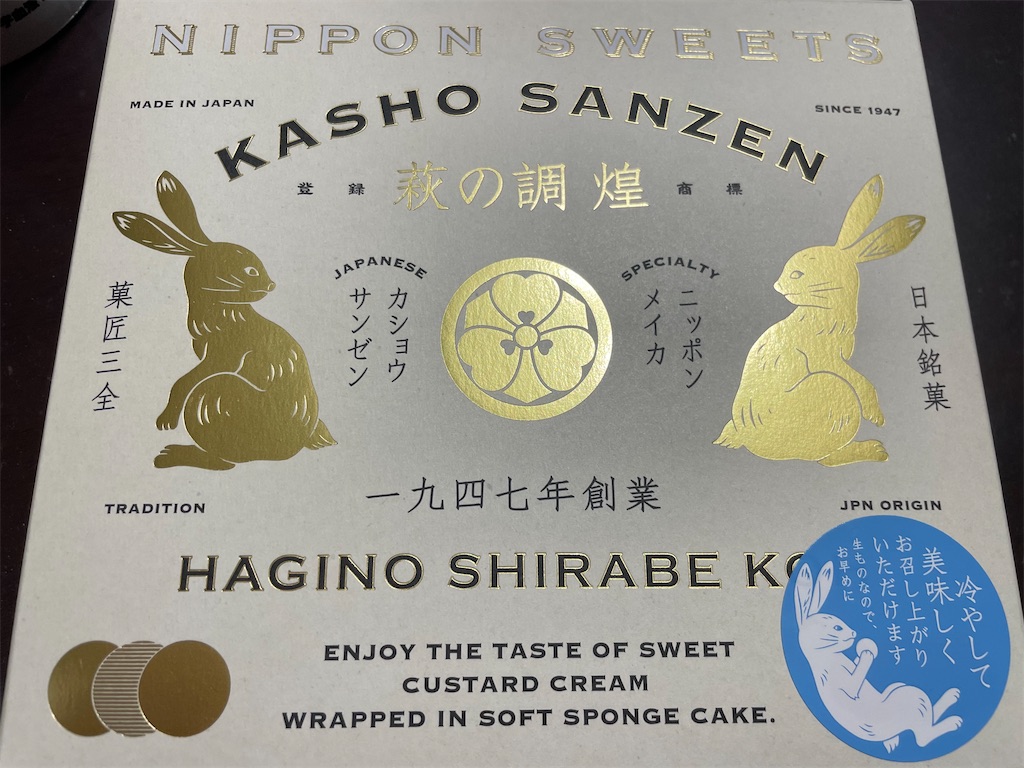 NIPPON SWEETS
MADE IN JAPAN
SINCE 1947
KASHO SANZEN
登録 萩の調 煌 商標
JAPANESE
SPECIALTY
菓匠三全
カショウ
サンゼン
ニッポン
メイカ
日本銘菓
一九四七年創業
TRADITION
JPN ORIGIN
HAGINO SHIRABE
ENJOY THE TASTE OF SWEET
CUSTARD CREAM
WRAPPED IN SOFT SPONGE CAKE.
冷やして
美味しく
お召し上がり
いただけます
生ものなので、
お早めに